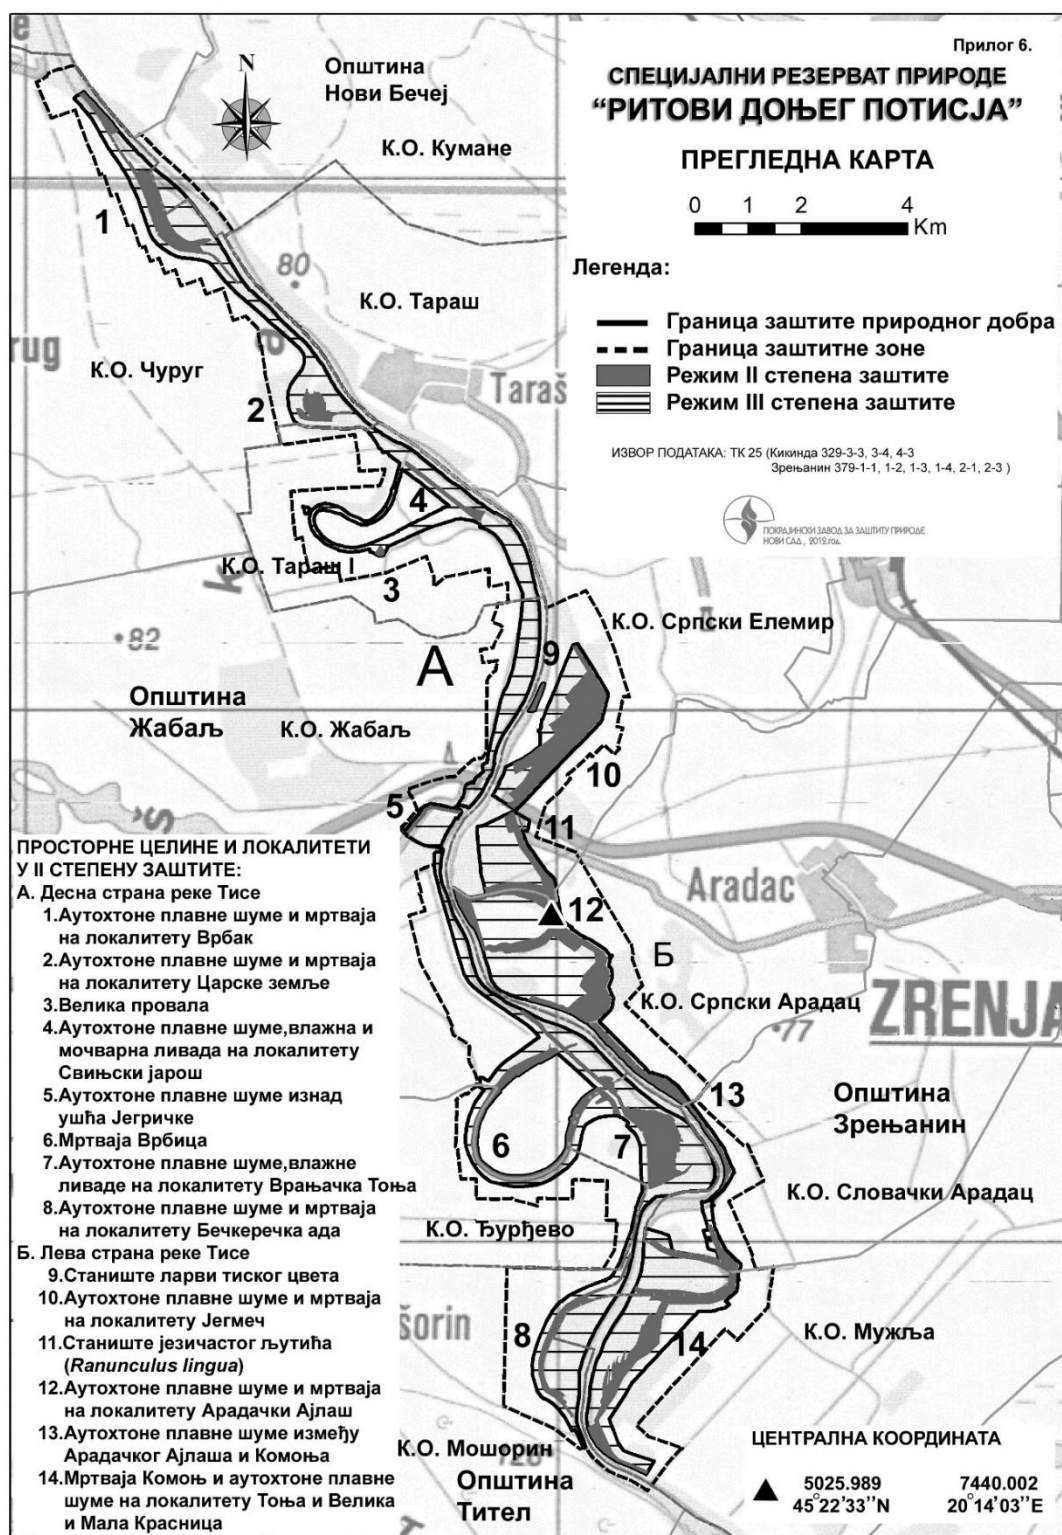 Прилог 6.
СПЕЦИЈАЛНИ РЕЗЕРВАТ ПРИРОДЕ
“РИТОВИ ДОЊЕГ ПОТИСЈА”
ПРЕГЛЕДНА КАРТА
0 1 2 4
Km
Легенда:
Граница заштите природног добра
Граница заштитне зоне
Режим II степена заштите
Режим III степена заштите
ИЗВОР ПОДАТАКА: ТК 25 (Кикинда 329-3-3, 3-4, 4-3
Зрењанин 379-1-1, 1-2, 1-3, 1-4, 2-1, 2-3 )
ПОКРАЈИНСКИ ЗАВОД ЗА ЗАШТИТУ ПРИРОДЕ
НОВИ САД , 2012.год.
N
Општина
Нови Бечеј
К.О. Кумане
1
80
К.О. Тараш
rug
К.О. Чуруг
Taraš
2
4
К.О. Тараш I
3
К.О. Српски Елемир
82
А
9
Општина
Жабаљ
К.О. Жабаљ
10
5
11
Aradac
12
Б
К.О. Српски Арадац
ZRENJA
77
13
Општина
Зрењанин
6
7
К.О. Словачки Арадац
К.О. Ђурђево
šorin
8
14
К.О. Мужља
К.О. Мошорин
128
Општина
Тител
ПРОСТОРНЕ ЦЕЛИНЕ И ЛОКАЛИТЕТИ
У II СТЕПЕНУ ЗАШТИТЕ:
А. Десна страна реке Тисе
1.Аутохтоне плавне шуме и мртваја
на локалитету Врбак
2.Аутохтоне плавне шуме и мртваја
на локалитету Царске земље
3.Велика провала
4.Аутохтоне плавне шуме,влажна и
мочварна ливада на локалитету
Свињски јарош
5.Аутохтоне плавне шуме изнад
ушћа Јегричке
6.Мртваја Врбица
7.Аутохтоне плавне шуме,влажне
ливаде на локалитету Врањачка Тоња
8.Аутохтоне плавне шуме и мртваја
на локалитету Бечкеречка ада
Б. Лева страна реке Тисе
9.Станиште ларви тиског цвета
10.Аутохтоне плавне шуме и мртваја
на локалитету Јегмеч
11.Станиште језичастог љутића
(Ranunculus lingua)
12.Аутохтоне плавне шуме и мртваја
на локалитету Арадачки Ајлаш
13.Аутохтоне плавне шуме између
Арадачког Ајлаша и Комоња
14.Мртваја Комоњ и аутохтоне плавне
шуме на локалитету Тоња и Велика
и Мала Красница
ЦЕНТРАЛНА КООРДИНАТА
5025.989 7440.002
45°22’33’’N 20°14’03’’E